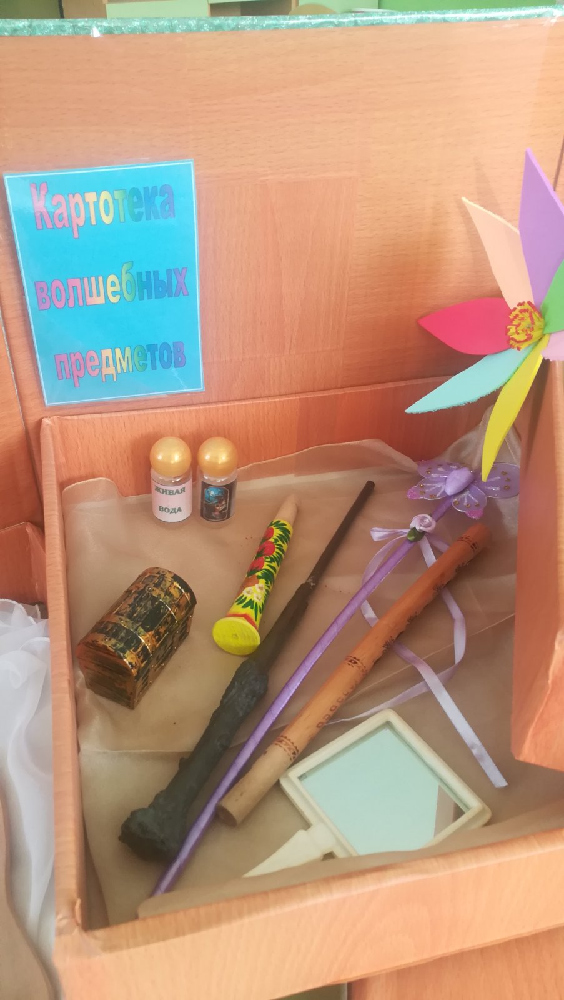 Картотека
волшебных
предметов
ЖИВАЯ
ВОДА